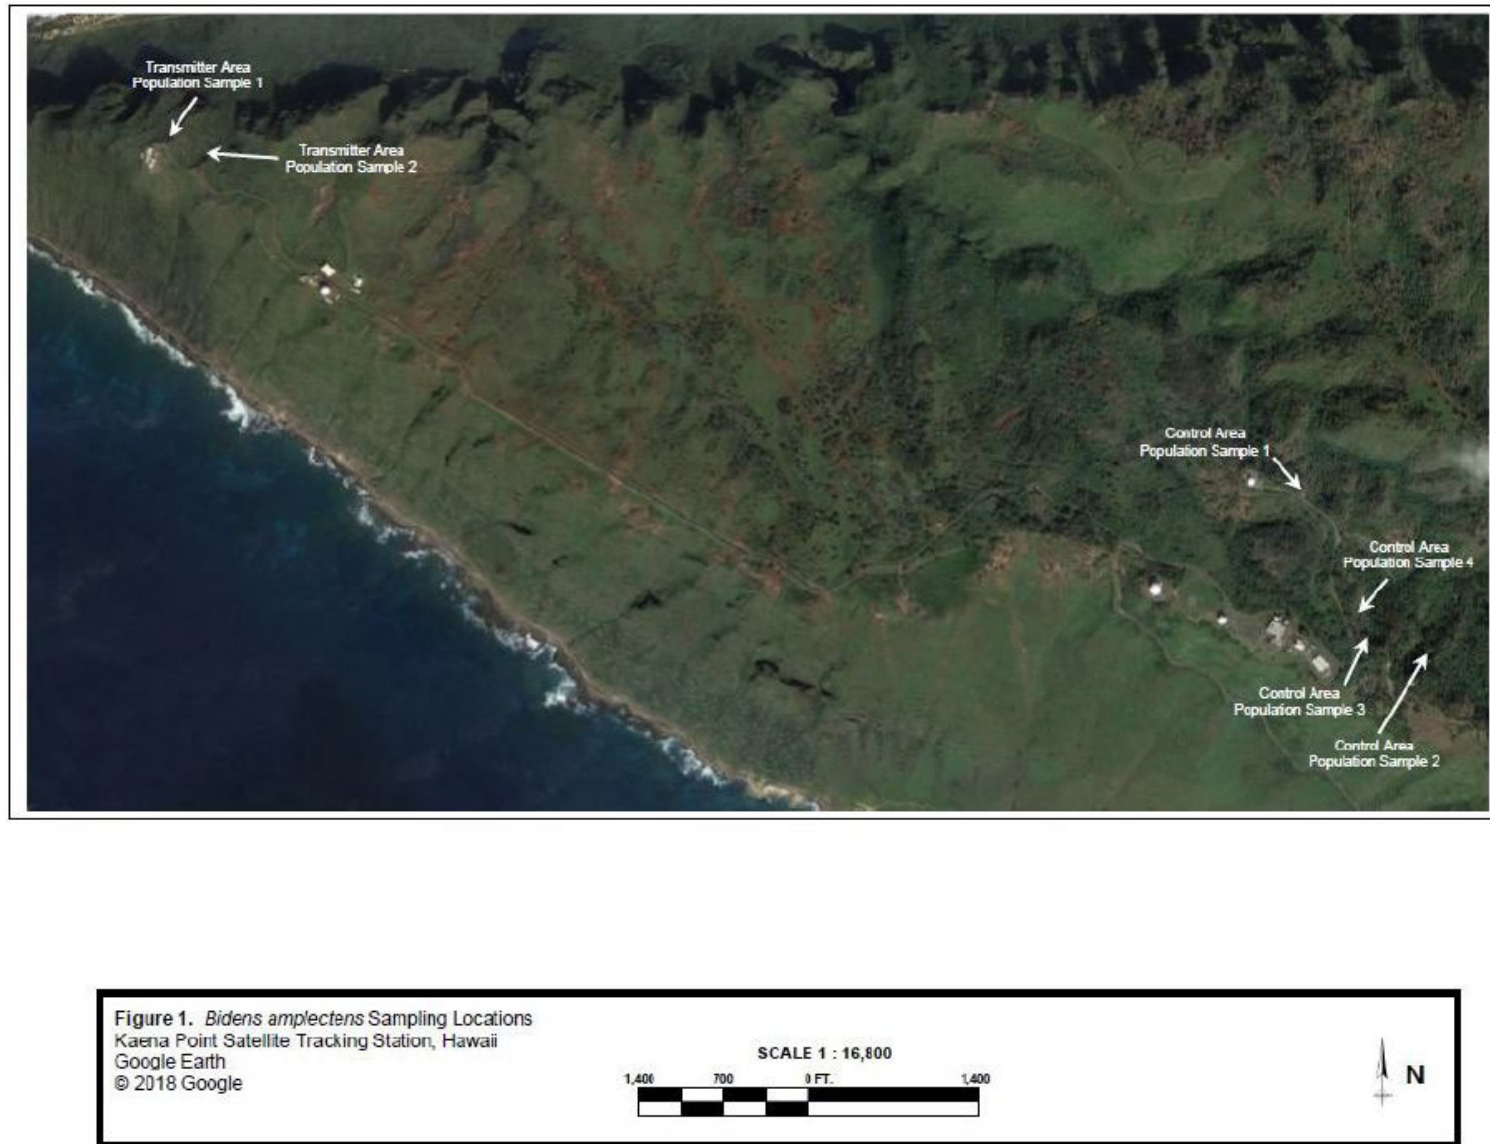 Transmitter Area
Population Sample 1
Transmitter Area
Population Sample 2
Control Area
Population Sample 1
Control Area
Population Sample 4
Control Area
Population Sample 3
Control Area
Population Sample 2
Figure 1. Bidens amplectens Sampling Locations
Kaena Point Satellite Tracking Station, Hawaii
Google Earth
© 2018 Google
SCALE 1 : 16,800
1,400 700 0 FT. 1,400
N